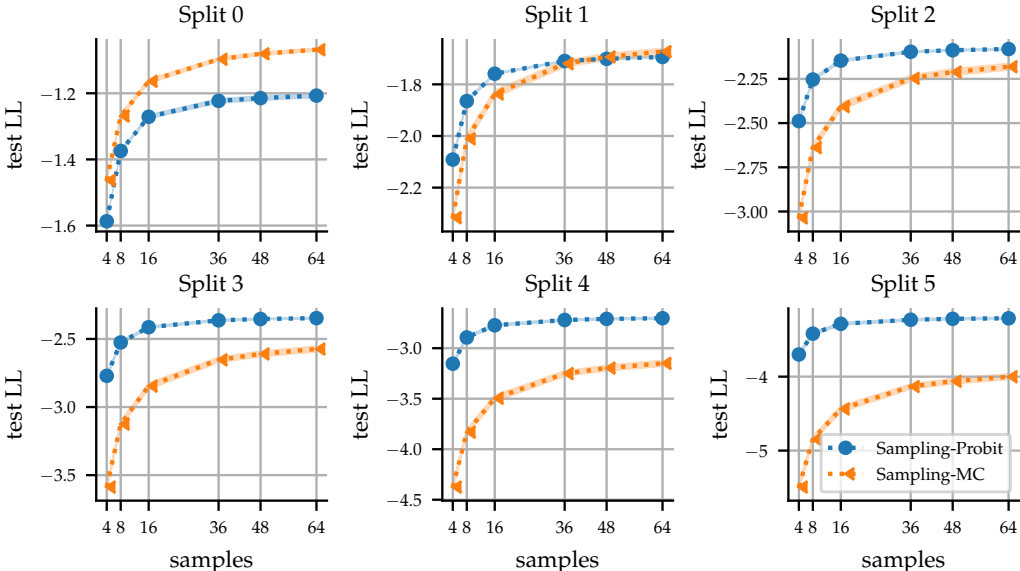 Split 0
Split 1
Split 2
test LL
−1.2
−1.4
−1.6
4 8 16 36 48 64
test LL
−1.8
−2.0
−2.2
4 8 16 36 48 64
test LL
−2.25
−2.50
−2.75
−3.00
4 8 16 36 48 64
Split 3
Split 4
Split 5
test LL
−2.5
−3.0
−3.5
4 8 16 36 48 64
samples
test LL
−3.0
−3.5
−4.0
−4.5
4 8 16 36 48 64
samples
test LL
−4
−5
Sampling-Probit
Sampling-MC
4 8 16 36 48 64
samples